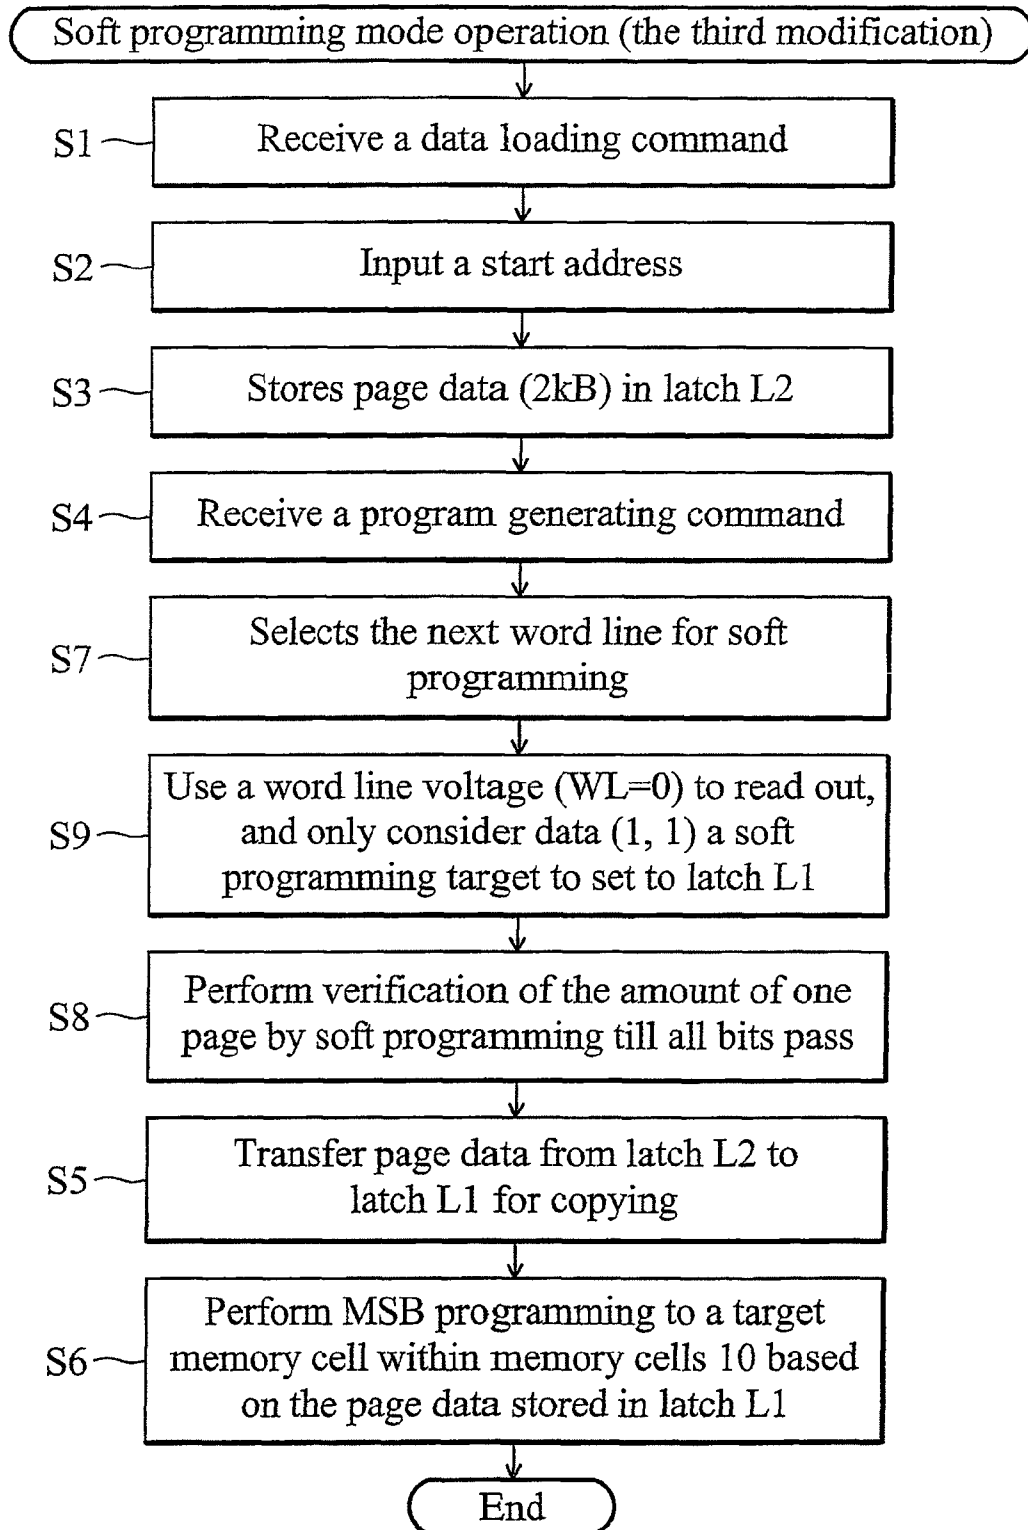 Soft programming mode operation (the third modification)
S1
Receive a data loading command
S2
Input a start address
S3
Stores page data (2kB) in latch L2
S4
Receive a program generating command
S7
Selects the next word line for soft
programming
S9
Use a word line voltage (WL=0) to read out,
and only consider data (1, 1) a soft
programming target to set to latch L1
S8
Perform verification of the amount of one
page by soft programming till all bits pass
S5
Transfer page data from latch L2 to
latch L1 for copying
S6
Perform MSB programming to a target
memory cell within memory cells 10 based
on the page data stored in latch L1
End